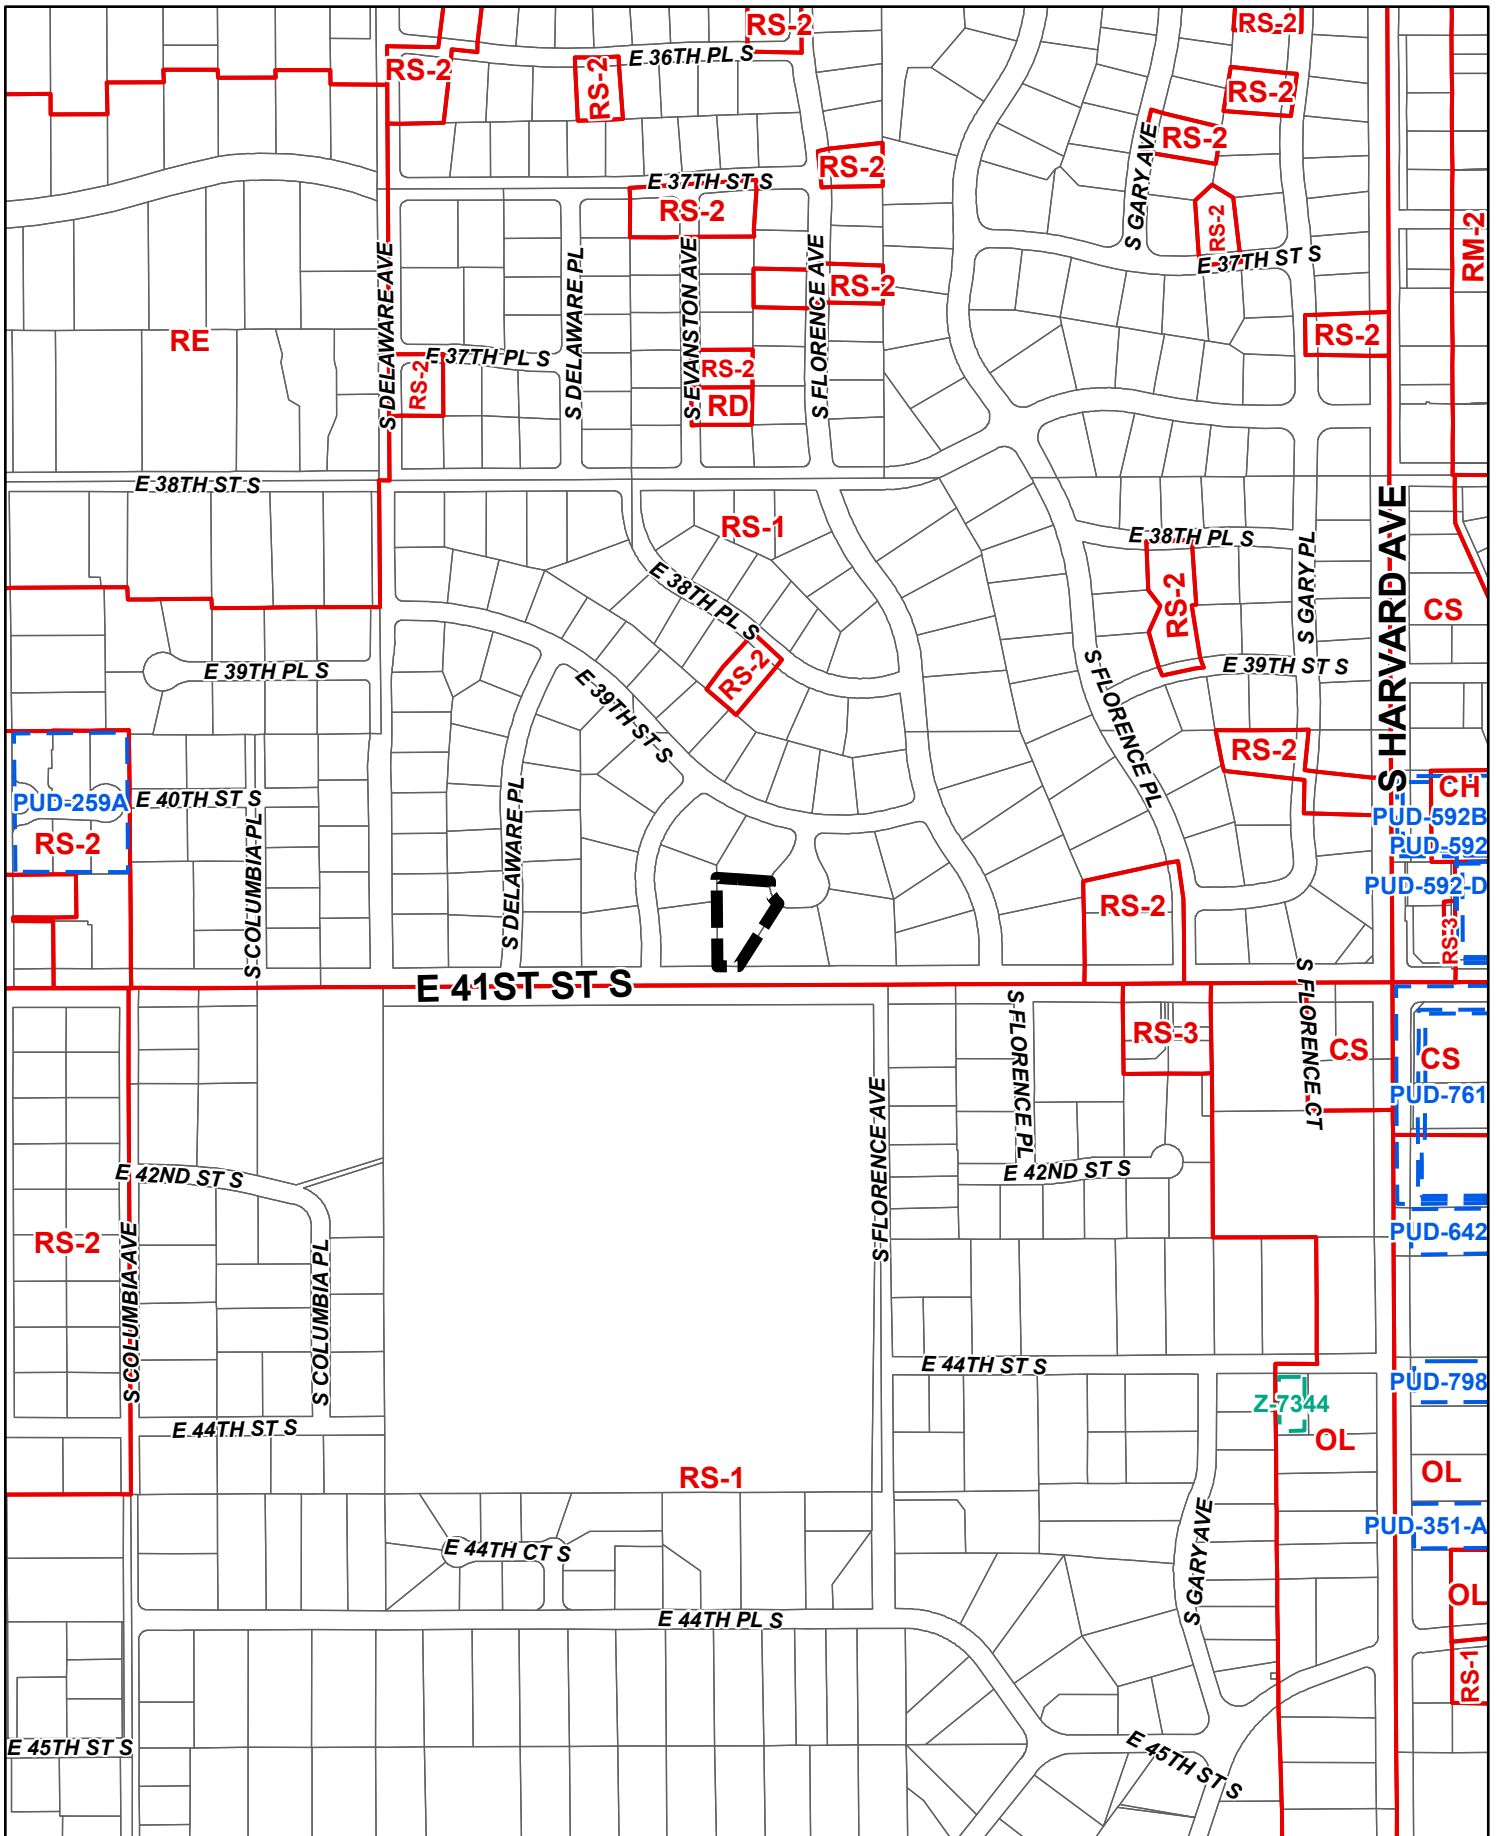 RS-2
RS-2
E 36TH PL S
RS-2
RS-2
RS-2
RS-2
S GARY AVE
RS-2
RS-2
E 37TH ST S
RS-2
RS-2
E 37TH ST S
RM-2
S DELAWARE AVE
S DELAWARE PL
S EVANSTON AVE
S FLORENCE AVE
RS-2
RE
RS-2
E 37TH PL S
RS-2
RS-2
RD
E 38TH ST S
RS-1
S HARVARD AVE
E 38TH PL S
E 38TH PL S
RS-2
S GARY PL
CS
E 39TH PL S
E 39TH ST S
RS-2
S FLORENCE PL
E 39TH ST S
RS-2
PUD-259A
E 40TH ST S
RS-2
S COLUMBIA PL
S DELAWARE PL
CH
PUD-592B
PUD-592
PUD-592-D
RS-2
RS-3
E 41ST ST S
S FLORENCE PL
S FLORENCE CT
RS-3
CS
CS
PUD-761
S FLORENCE AVE
E 42ND ST S
E 42ND ST S
RS-2
S COLUMBIA AVE
S COLUMBIA PL
PUD-642
E 44TH ST S
PUD-798
Z-7344
E 44TH ST S
OL
RS-1
OL
PUD-351-A
E 44TH CT S
S GARY AVE
OL
E 44TH PL S
RS-1
E 45TH ST S
E 45TH ST S